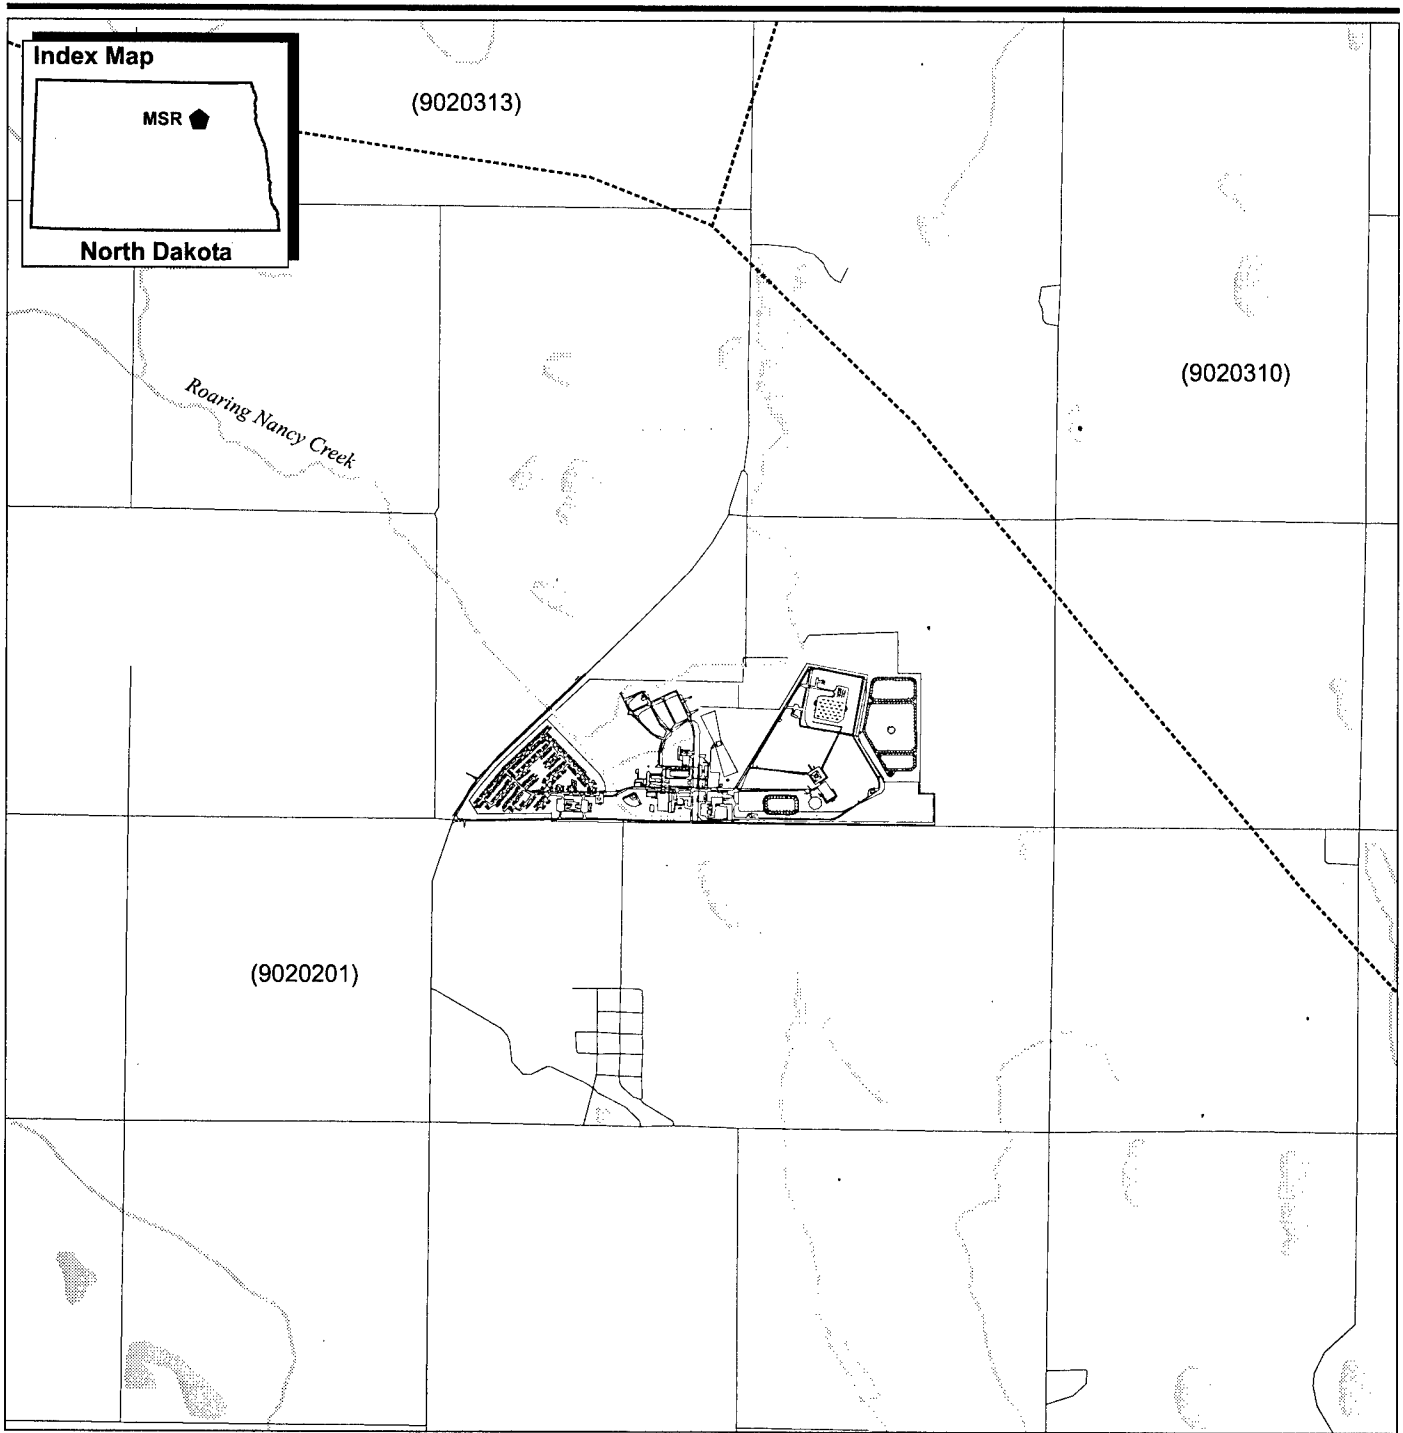 Index Map
(9020313)
MSR
North Dakota
(9020310)
Roaring Nancy Creek
(9020201)